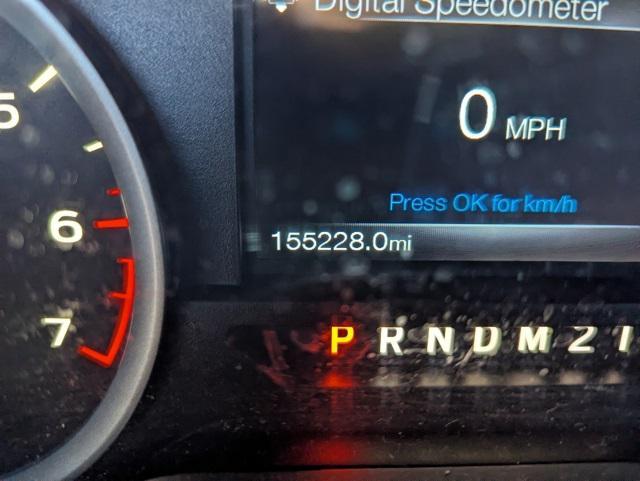 Digital Speedometer
5
0 MPH
Press OK for km/h
6
155228.0mi
7
P R N D M 2 1